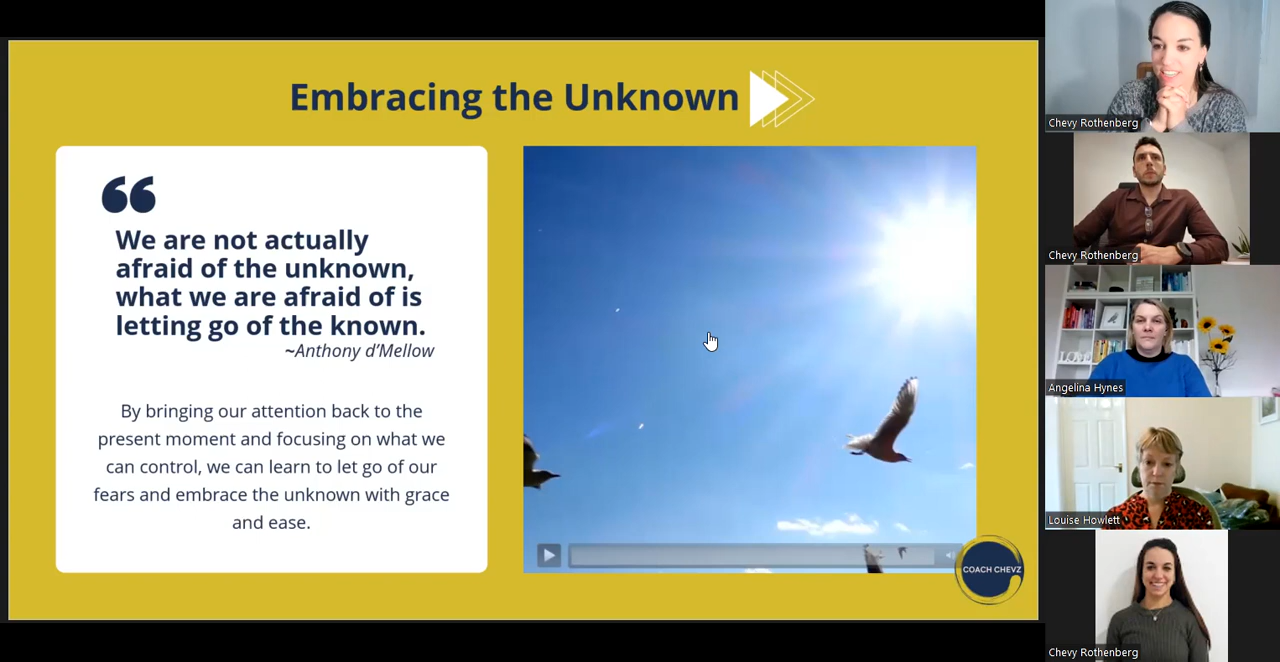 Embracing the Unknown
We are not actually
afraid of the unknown,
what we are afraid of is
letting go of the known.
~Anthony d’Mellow
By bringing our attention back to the
present moment and focusing on what we
can control, we can learn to let go of our
fears and embrace the unknown with grace
and ease.
COACH CHEVZ
Chevy Rothenberg
Chevy Rothenberg
Angelina Hynes
Louise Howlett
Chevy Rothenberg